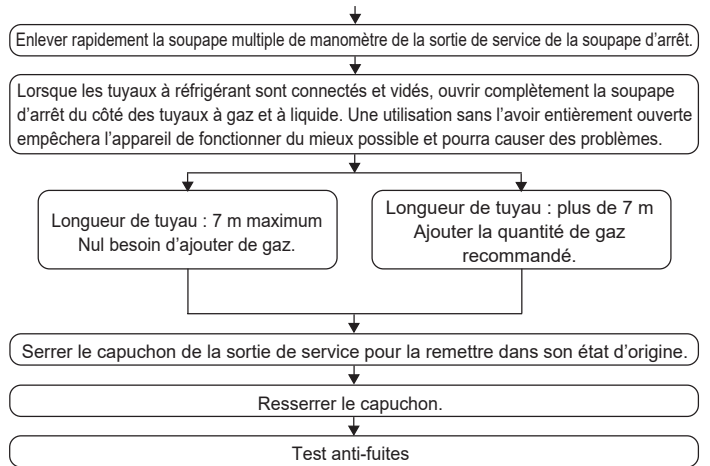 Enlever rapidement la soupape multiple de manomètre de la sortie de service de la soupape d’arrêt.
Lorsque les tuyaux à réfrigérant sont connectés et vidés, ouvrir complètement la soupape
d’arrêt du côté des tuyaux à gaz et à liquide. Une utilisation sans l’avoir entièrement ouverte
empêchera l’appareil de fonctionner du mieux possible et pourra causer des problèmes.
Longueur de tuyau : 7 m maximum
Nul besoin d’ajouter de gaz.
Longueur de tuyau : plus de 7 m
Ajouter la quantité de gaz
recommandé.
Serrer le capuchon de la sortie de service pour la remettre dans son état d’origine.
Resserrer le capuchon.
Test anti-fuites